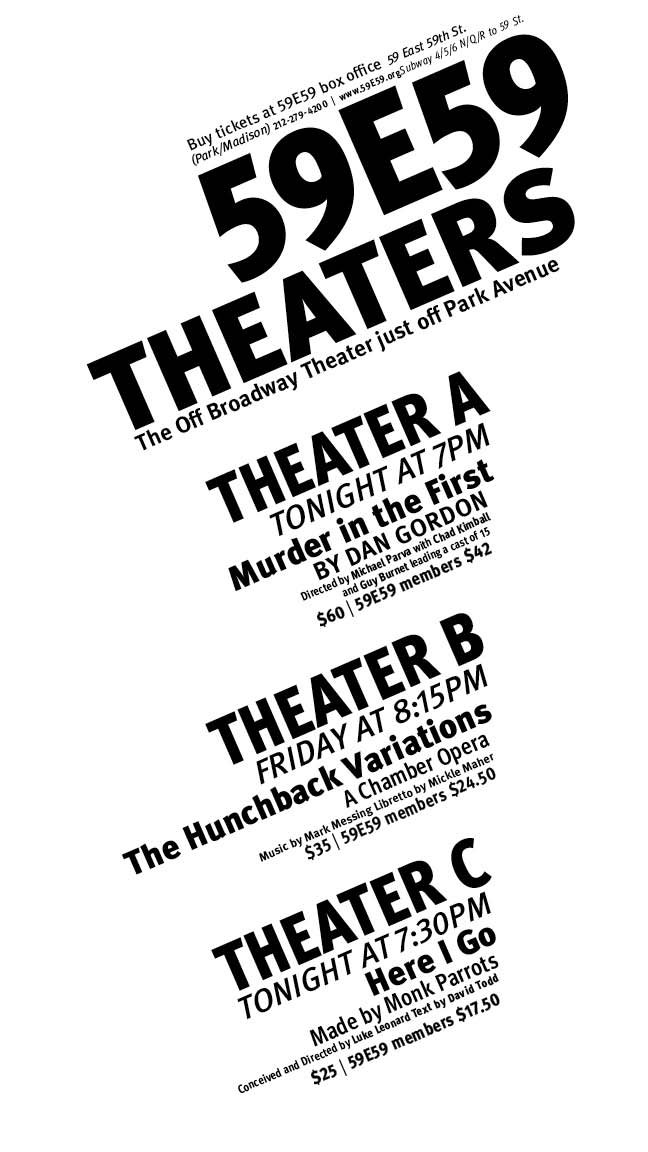 Buy tickets at 59E59 box office 59 East 59th St.
(Park/Madison) 212-279-4200 | www.59E59.orgSubway 4/5/6 N/Q/R to 59 St.
59E59
THEATERS
The Off Broadway Theater just off Park Avenue
THEATER A
TONIGHT AT 7PM
Murder in the First
BY DAN GORDON
Directed by Michael Parva with Chad Kimball
and Guy Burnet leading a cast of 15
$60 | 59E59 members $42
THEATER B
FRIDAY AT 8:15PM
The Hunchback Variations
A Chamber Opera
Music by Mark Messing Libretto by Mickle Maher
$35 | 59E59 members $24.50
THEATER C
TONIGHT AT 7:30PM
Here I Go
Made by Monk Parrots
Conceived and Directed by Luke Leonard Text by David Todd
$25 | 59E59 members $17.50